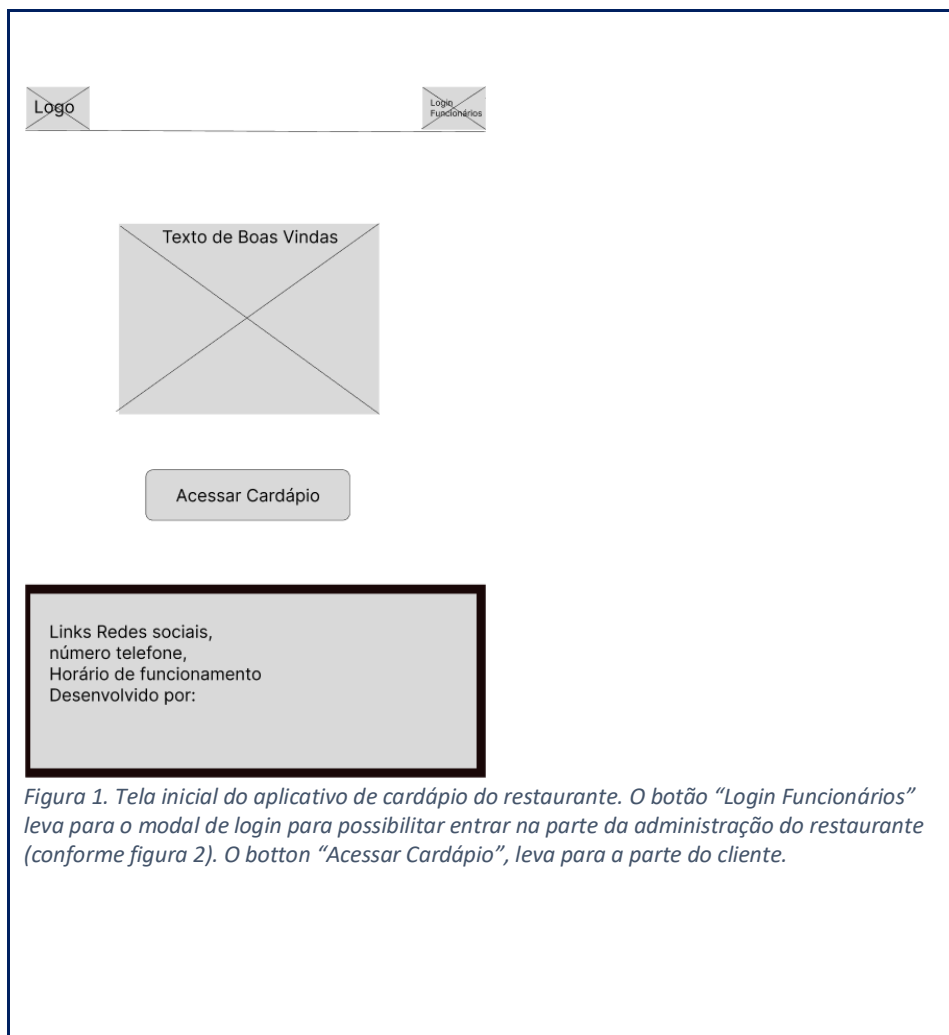 Logo
Login
Funcionários
Texto de Boas Vindas
Acessar Cardápio
Links Redes sociais,
número telefone,
Horário de funcionamento
Desenvolvido por:
Figura 1. Tela inicial do aplicativo de cardápio do restaurante. O botão “Login Funcionários”
leva para o modal de login para possibilitar entrar na parte da administração do restaurante
(conforme figura 2). O botton “Acessar Cardápio”, leva para a parte do cliente.